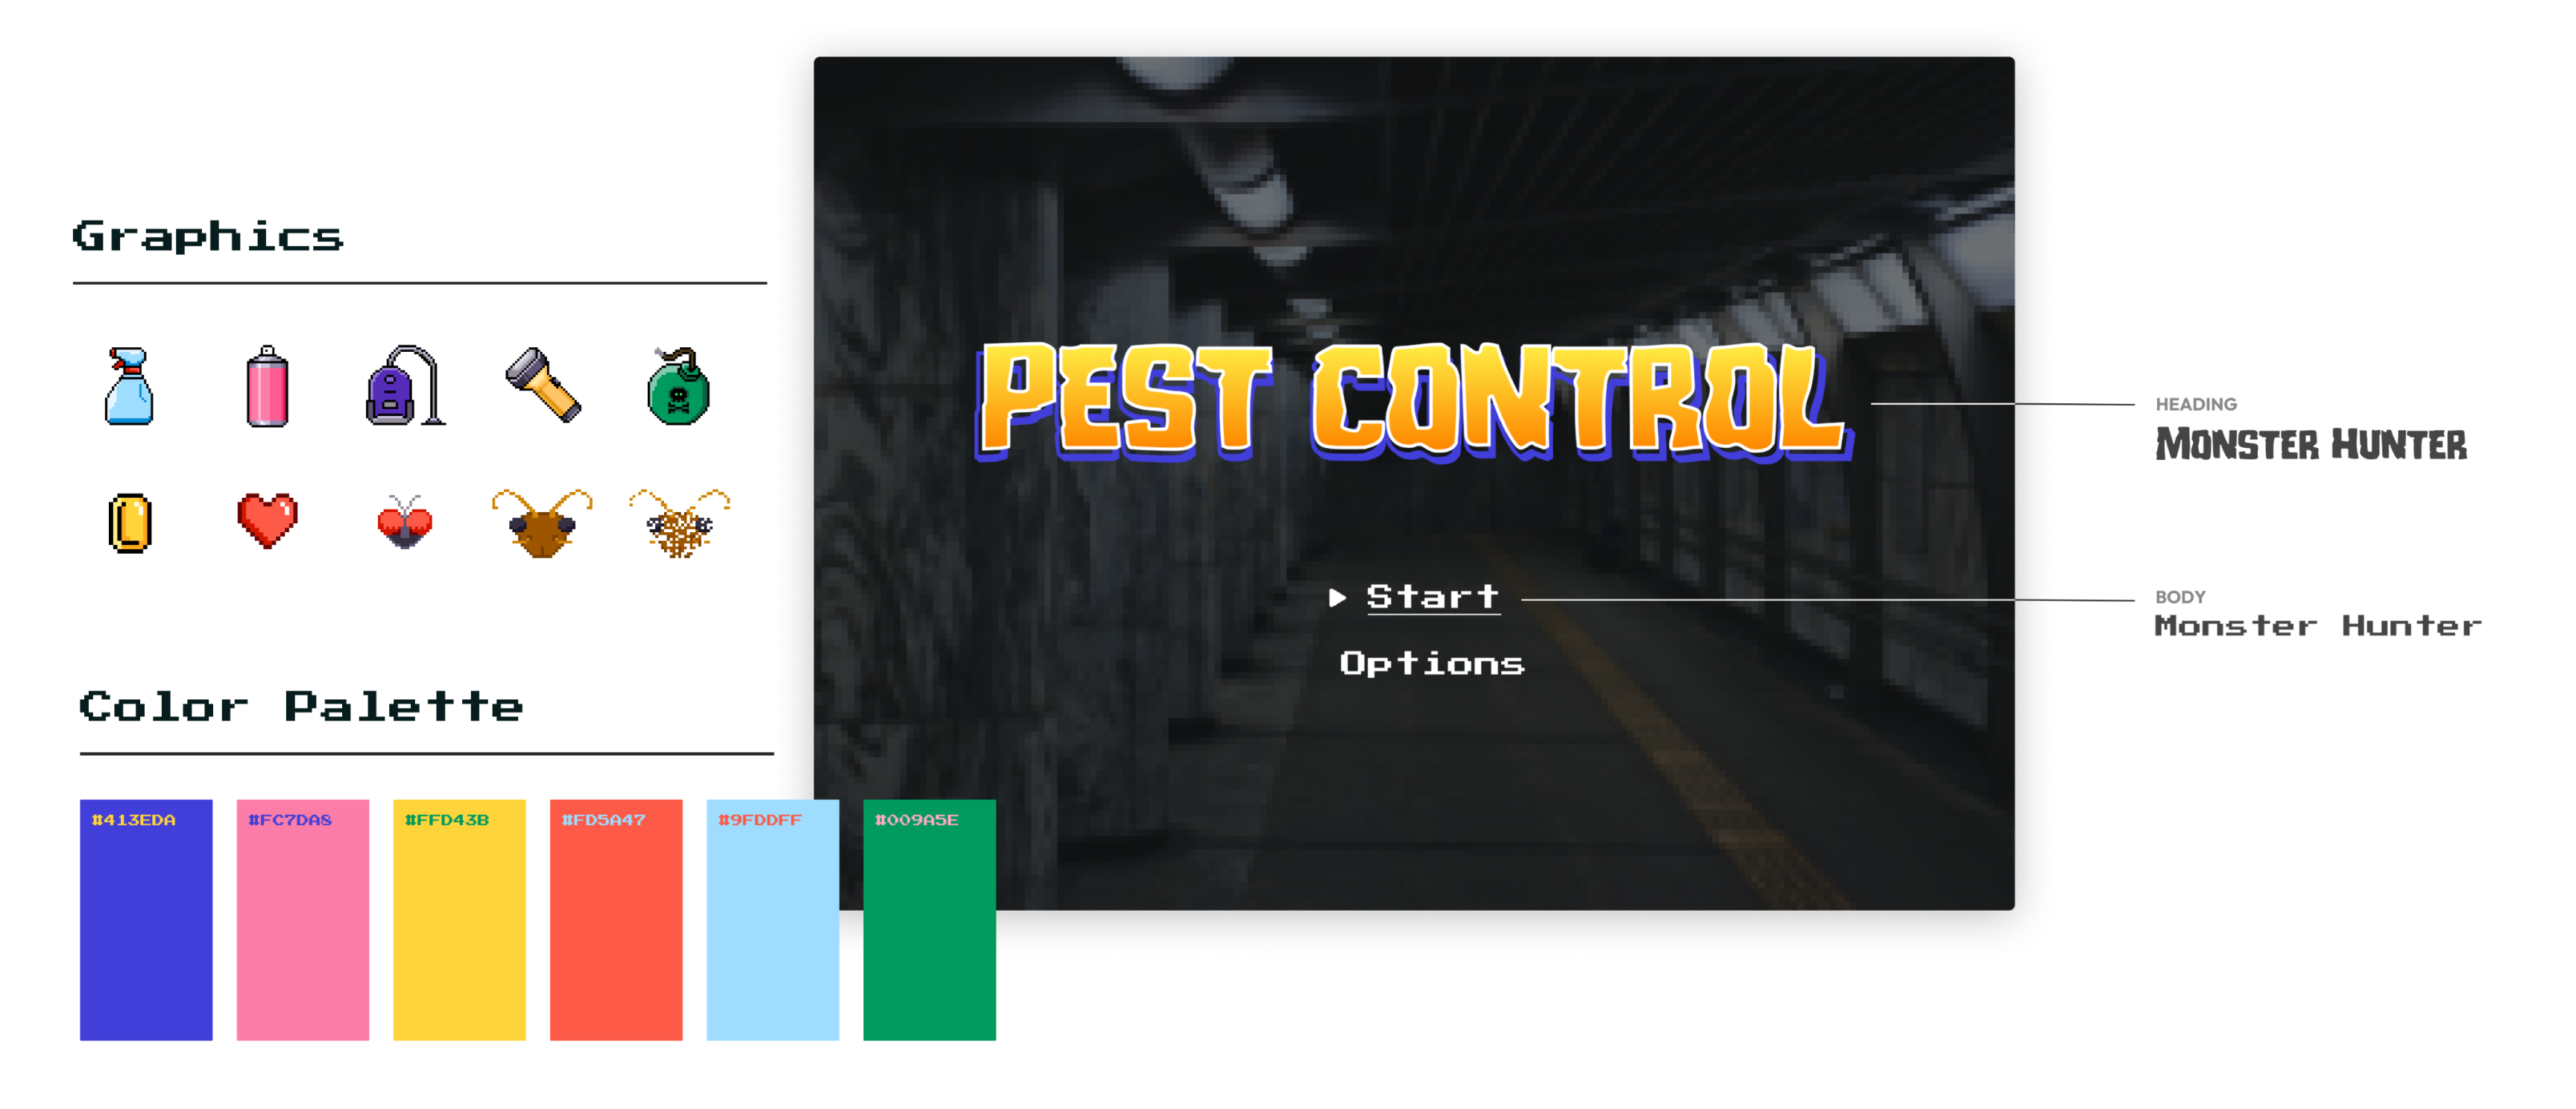 Graphics
Color Palette
#413EDA
#FC7DA8
#FFD43B
#FD5A47
#9FDDFF
#009A5E
PEST CONTROL
Start
Options
HEADING
MONSTER HUNTER
BODY
Monster Hunter